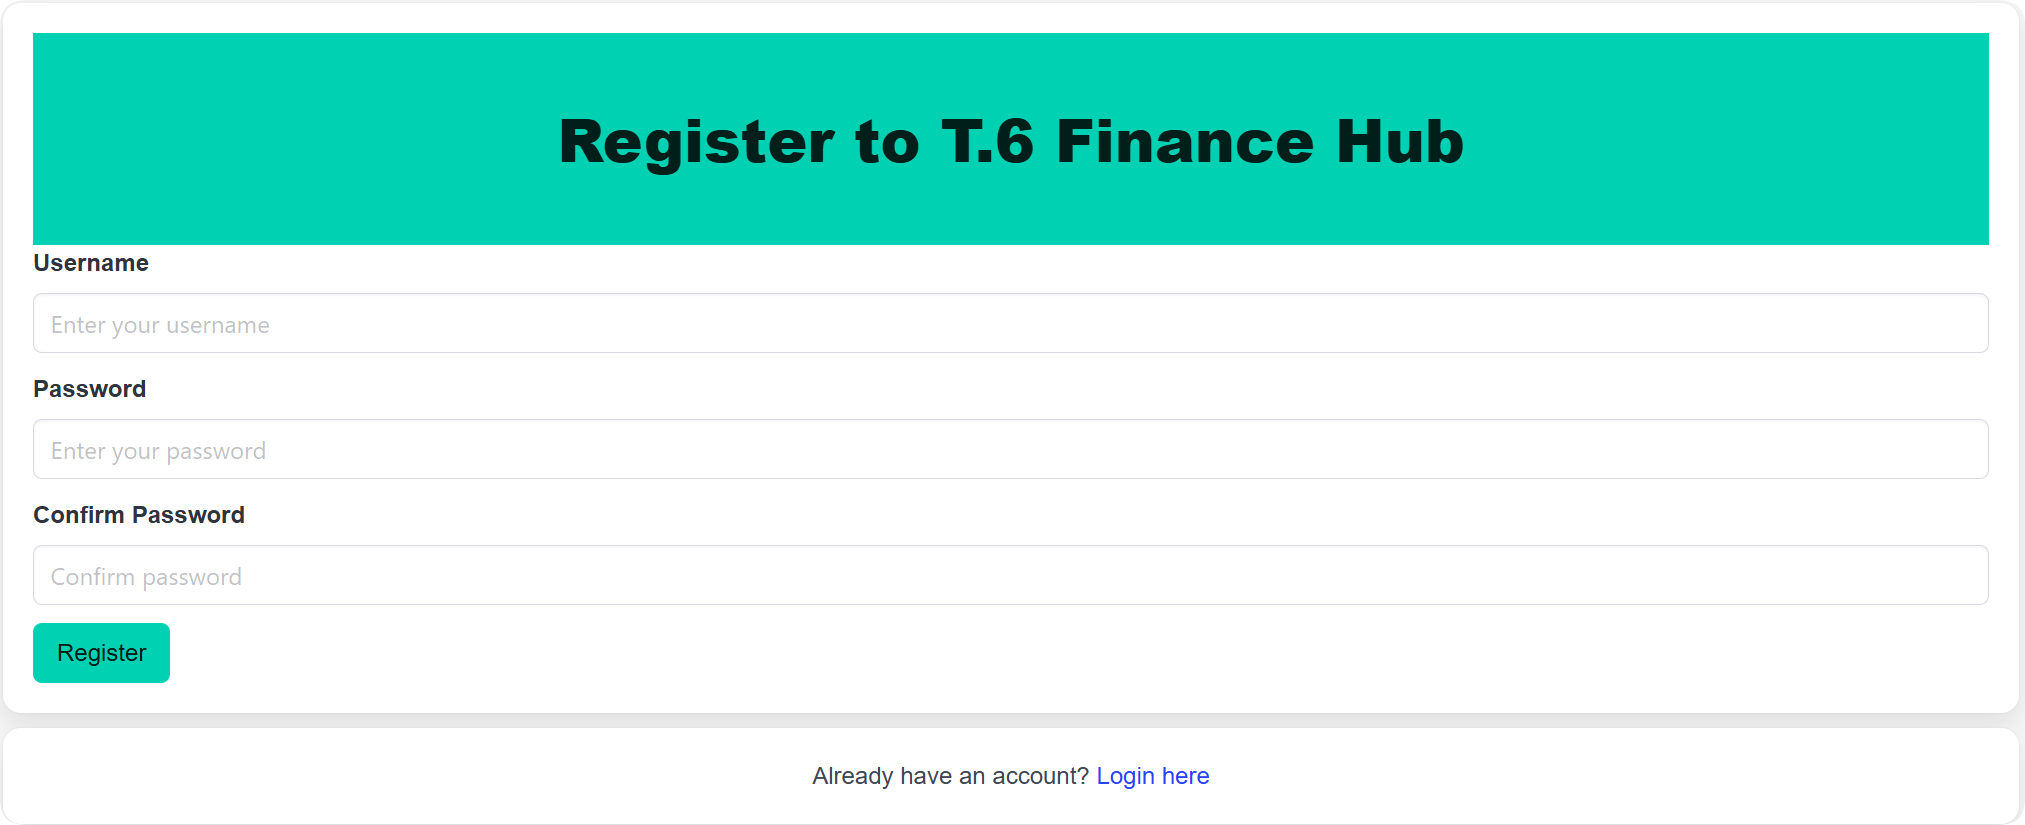 Register to T.6 Finance Hub
Username
Enter your username
Password
Enter your password
Confirm Password
Confirm password
Register
Already have an account? Login here